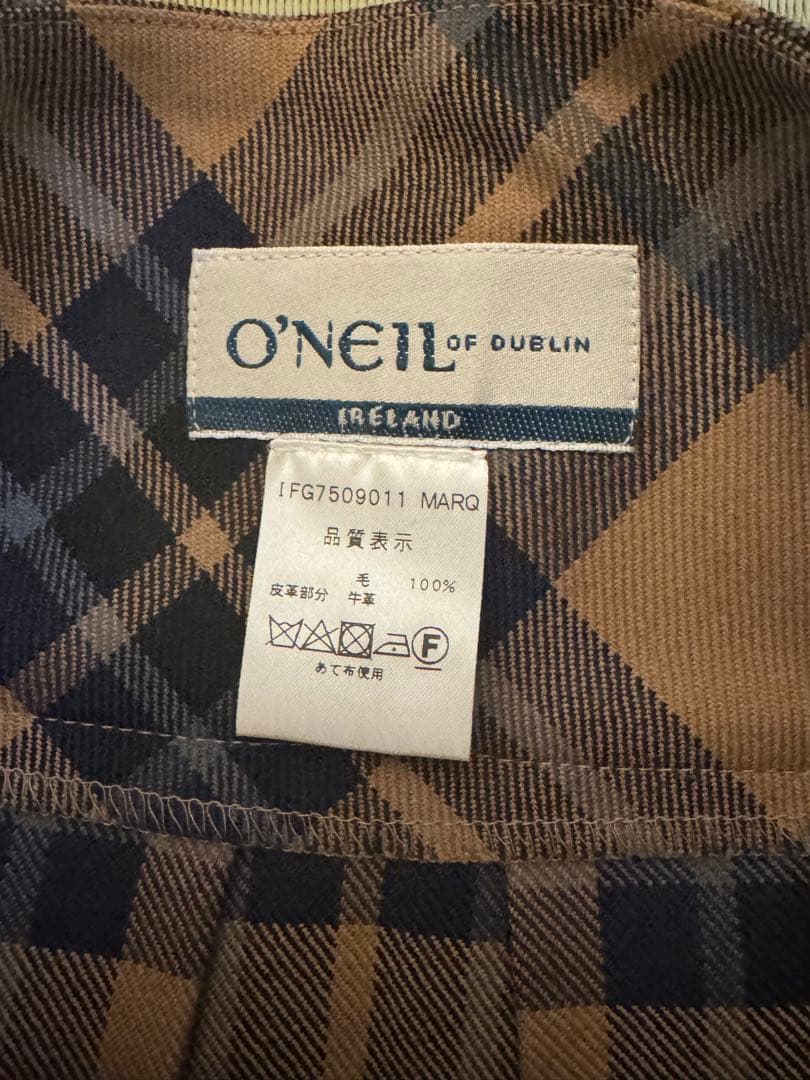 O'NEIL OF DUBLIN
IRELAND
IFG7509011 MARQ
品質表示
毛 100%
皮革部分 牛革
F
あて布使用